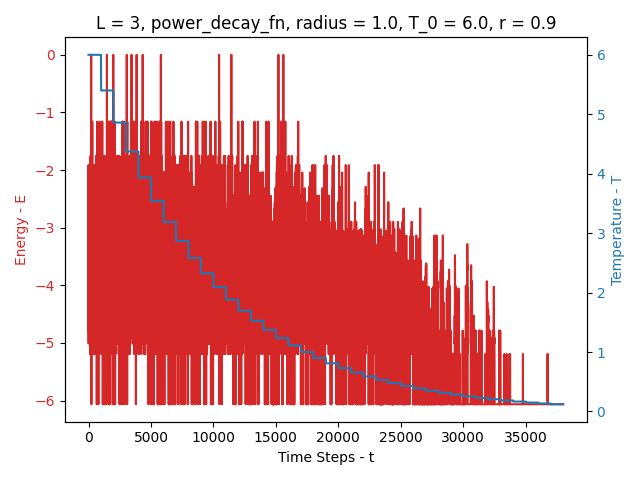 L = 3, power_decay_fn, radius = 1.0, T_0 = 6.0, r = 0.9
Energy - E
0
−1
−2
−3
−4
−5
−6
6
5
4
3
2
1
0
Temperature - T
0 5000 10000 15000 20000 25000 30000 35000
Time Steps - t